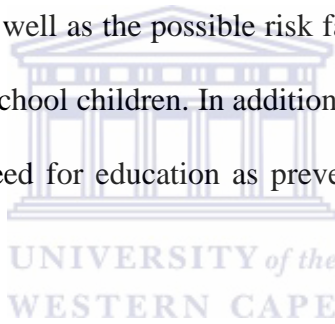 well as the possible risk fa
school children. In addition
eed for education as preve
UNIVERSITY of the
WESTERN CAPE